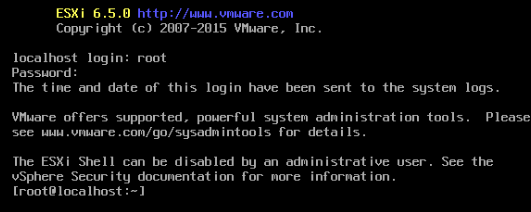 ESXi 6.5.0 http://www.vmware.com
Copyright (c) 2007-2015 VMware, Inc.
localhost login: root
Password:
The time and date of this login have been sent to the system logs.
VMware offers supported, powerful system administration tools.  Please
see www.vmware.com/go/sysadmintools for details.
The ESXi Shell can be disabled by an administrative user. See the
vSphere Security documentation for more information.
[root@localhost:~]